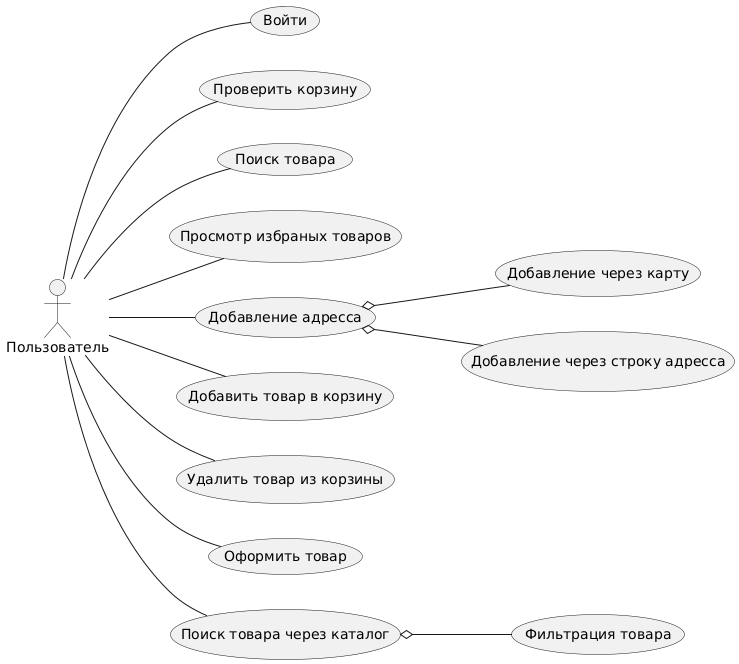 Войти
Проверить корзину
Поиск товара
Просмотр избраных товаров
Добавление через карту
Добавление адресса
Пользователь
Добавление через строку адресса
Добавить товар в корзину
Удалить товар из корзины
Оформить товар
Поиск товара через каталог
Фильтрация товара